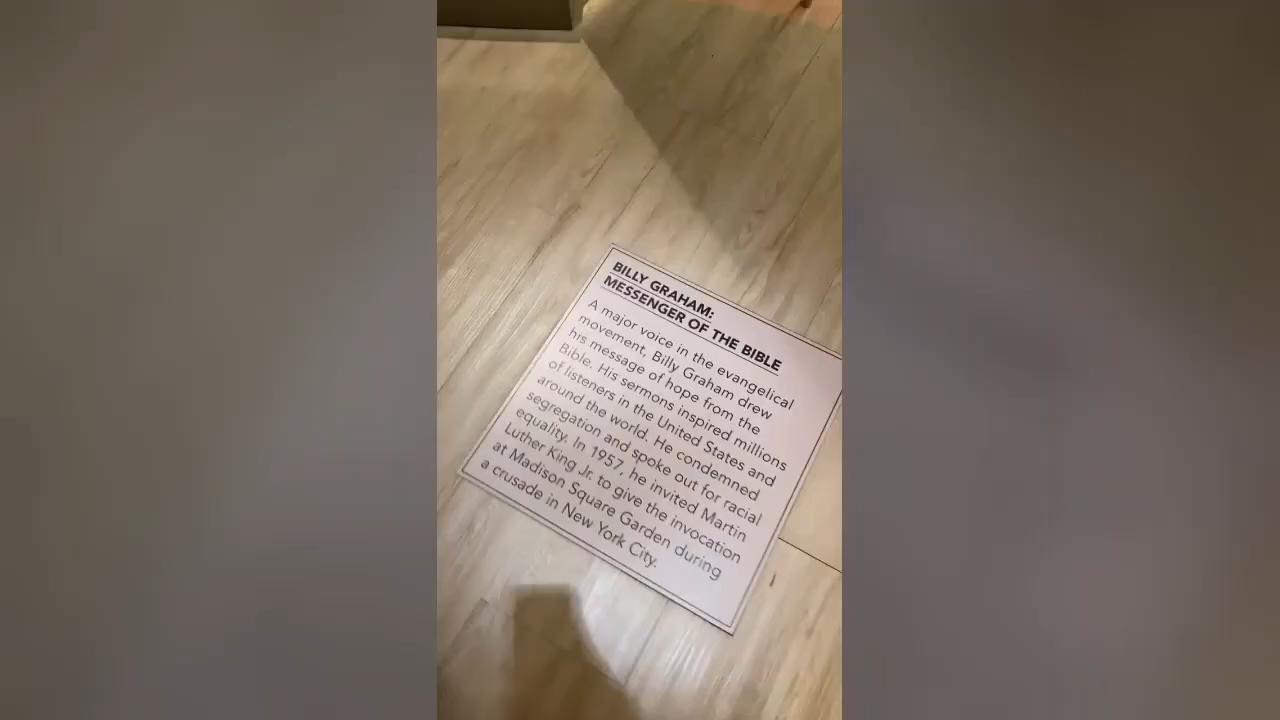 BILLY GRAHAM:
MESSENGER OF THE BIBLE
A major voice in the evangelical
movement, Billy Graham drew
his message of hope from the
Bible. His sermons inspired millions
of listeners in the United States and
around the world. He condemned
segregation and spoke out for racial
equality. In 1957, he invited Martin
Luther King Jr. to give the invocation
at Madison Square Garden during
a crusade in New York City.